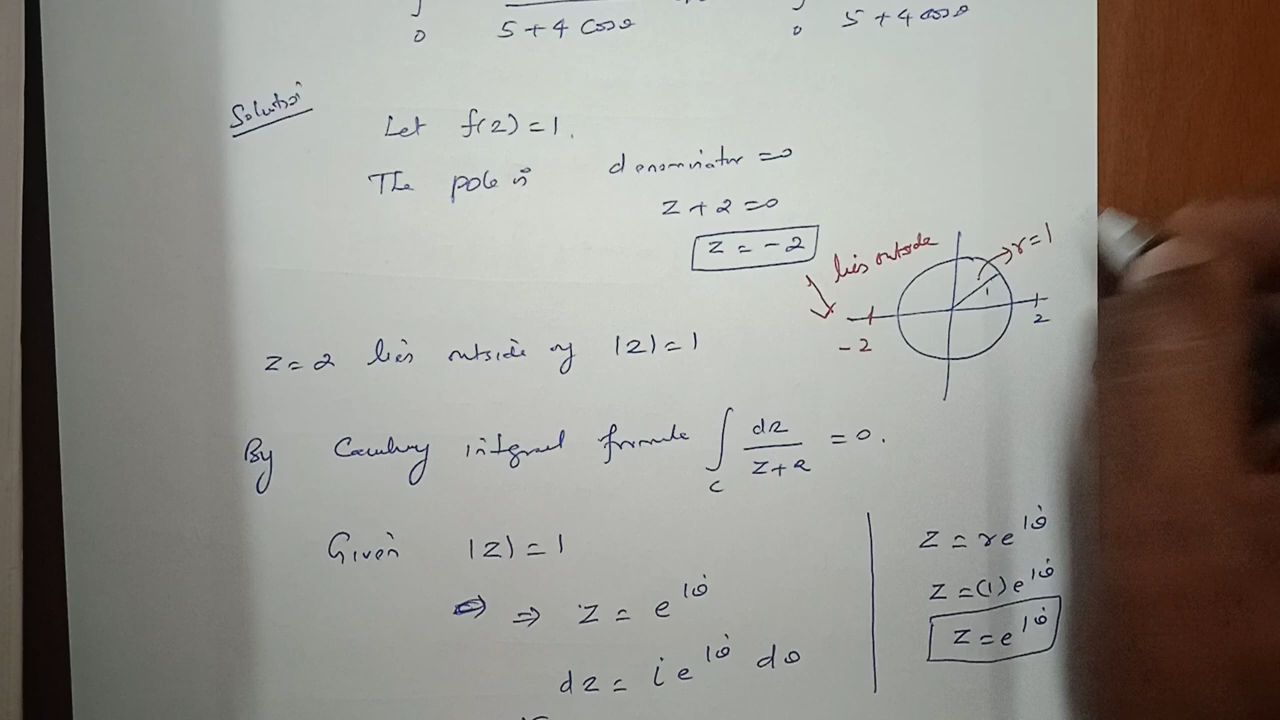 0 5 + 4 cosθ 0 5 + 4 cosθ
Solution
Let f(z) = 1.
The pole is denominator = 0
z + 2 = 0
z = -2
lies outside
r = 1
1
-2 2
z = 2 lies outside of |z| = 1
By Cauchy integral formula ∫ dz / z+2 = 0.
c
Given |z| = 1
⇒ ⇒ z = e^iθ
dz = i e^iθ dθ
z = re^iθ
z = (1) e^iθ
z = e^iθ